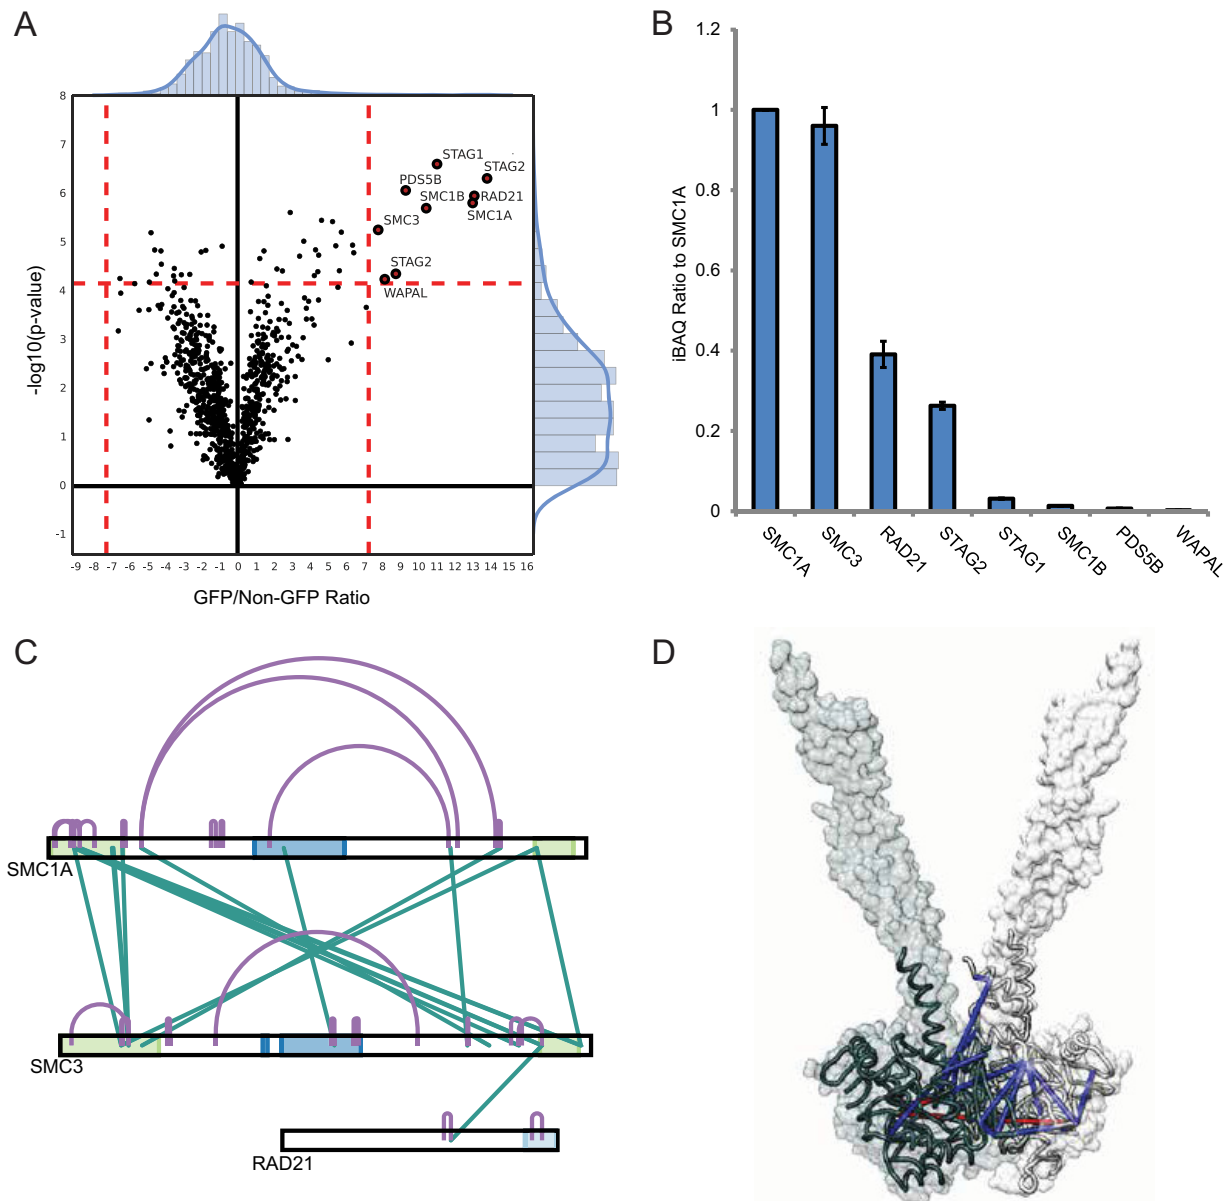 A
B
8
7
6
5
4
3
2
1
0
-1
-log10(p-value)
STAG1
STAG2
PDS5B
SMC1B
RAD21
SMC1A
SMC3
STAG2
WAPAL
-9 -8 -7 -6 -5 -4 -3 -2 -1 0 1 2 3 4 5 6 7 8 9 10 11 12 13 14 15 16
GFP/Non-GFP Ratio
1.2
1
0.8
0.6
0.4
0.2
0
iBAQ Ratio to SMC1A
SMC1A
SMC3
RAD21
STAG2
STAG1
SMC1B
PDS5B
WAPAL
C
D
SMC1A
SMC3
RAD21